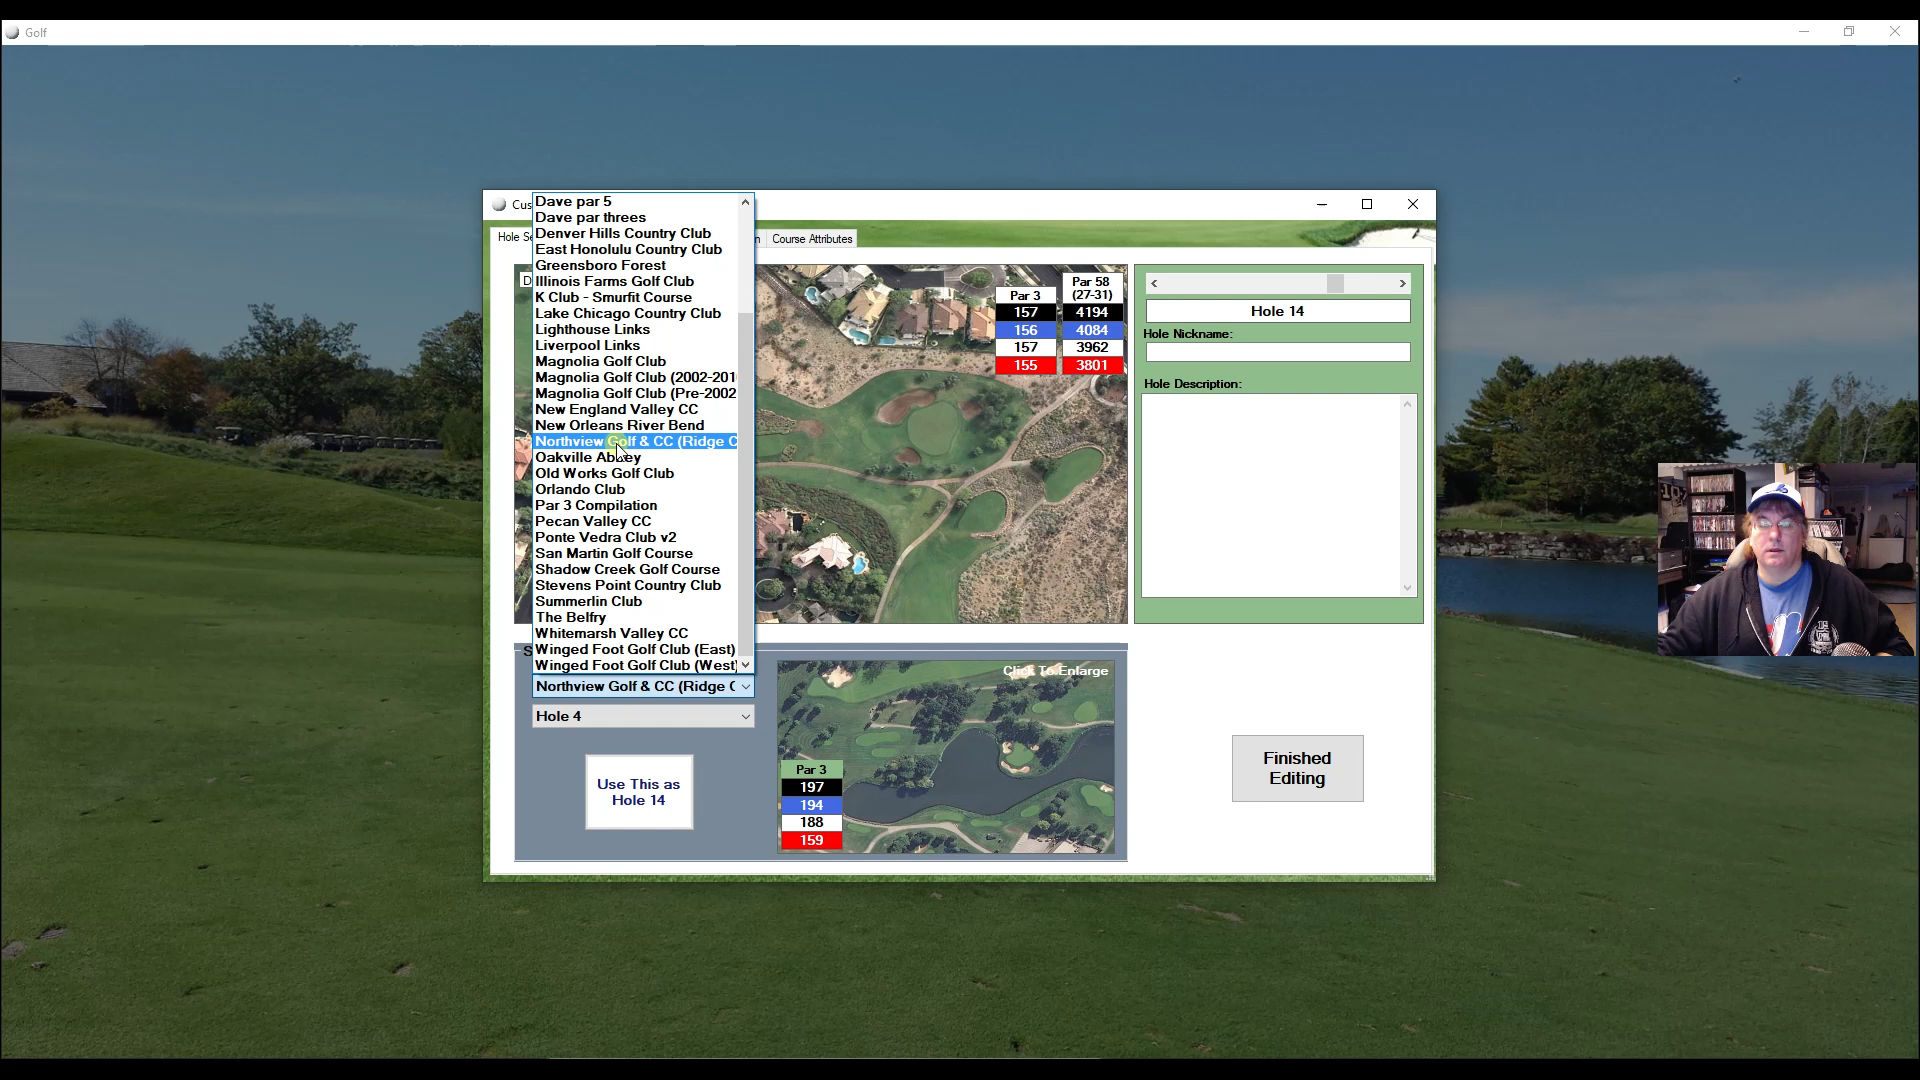 Golf
Cus
Hole Se
n
Course Attributes
Dave par 5
Dave par threes
Denver Hills Country Club
East Honolulu Country Club
Greensboro Forest
Illinois Farms Golf Club
K Club - Smurfit Course
Lake Chicago Country Club
Lighthouse Links
Liverpool Links
Magnolia Golf Club
Magnolia Golf Club (2002-201
Magnolia Golf Club (Pre-2002
New England Valley CC
New Orleans River Bend
Northview Golf & CC (Ridge C
Oakville Abbey
Old Works Golf Club
Orlando Club
Par 3 Compilation
Pecan Valley CC
Ponte Vedra Club v2
San Martin Golf Course
Shadow Creek Golf Course
Stevens Point Country Club
Summerlin Club
The Belfry
Whitemarsh Valley CC
Winged Foot Golf Club (East)
Winged Foot Golf Club (West)
Northview Golf & CC (Ridge C
Hole 4
Use This as
Hole 14
D
S
Par 3
157
156
157
155
Par 58
(27-31)
4194
4084
3962
3801
Hole 14
Hole Nickname:
Hole Description:
Click To Enlarge
Par 3
197
194
188
159
Finished
Editing